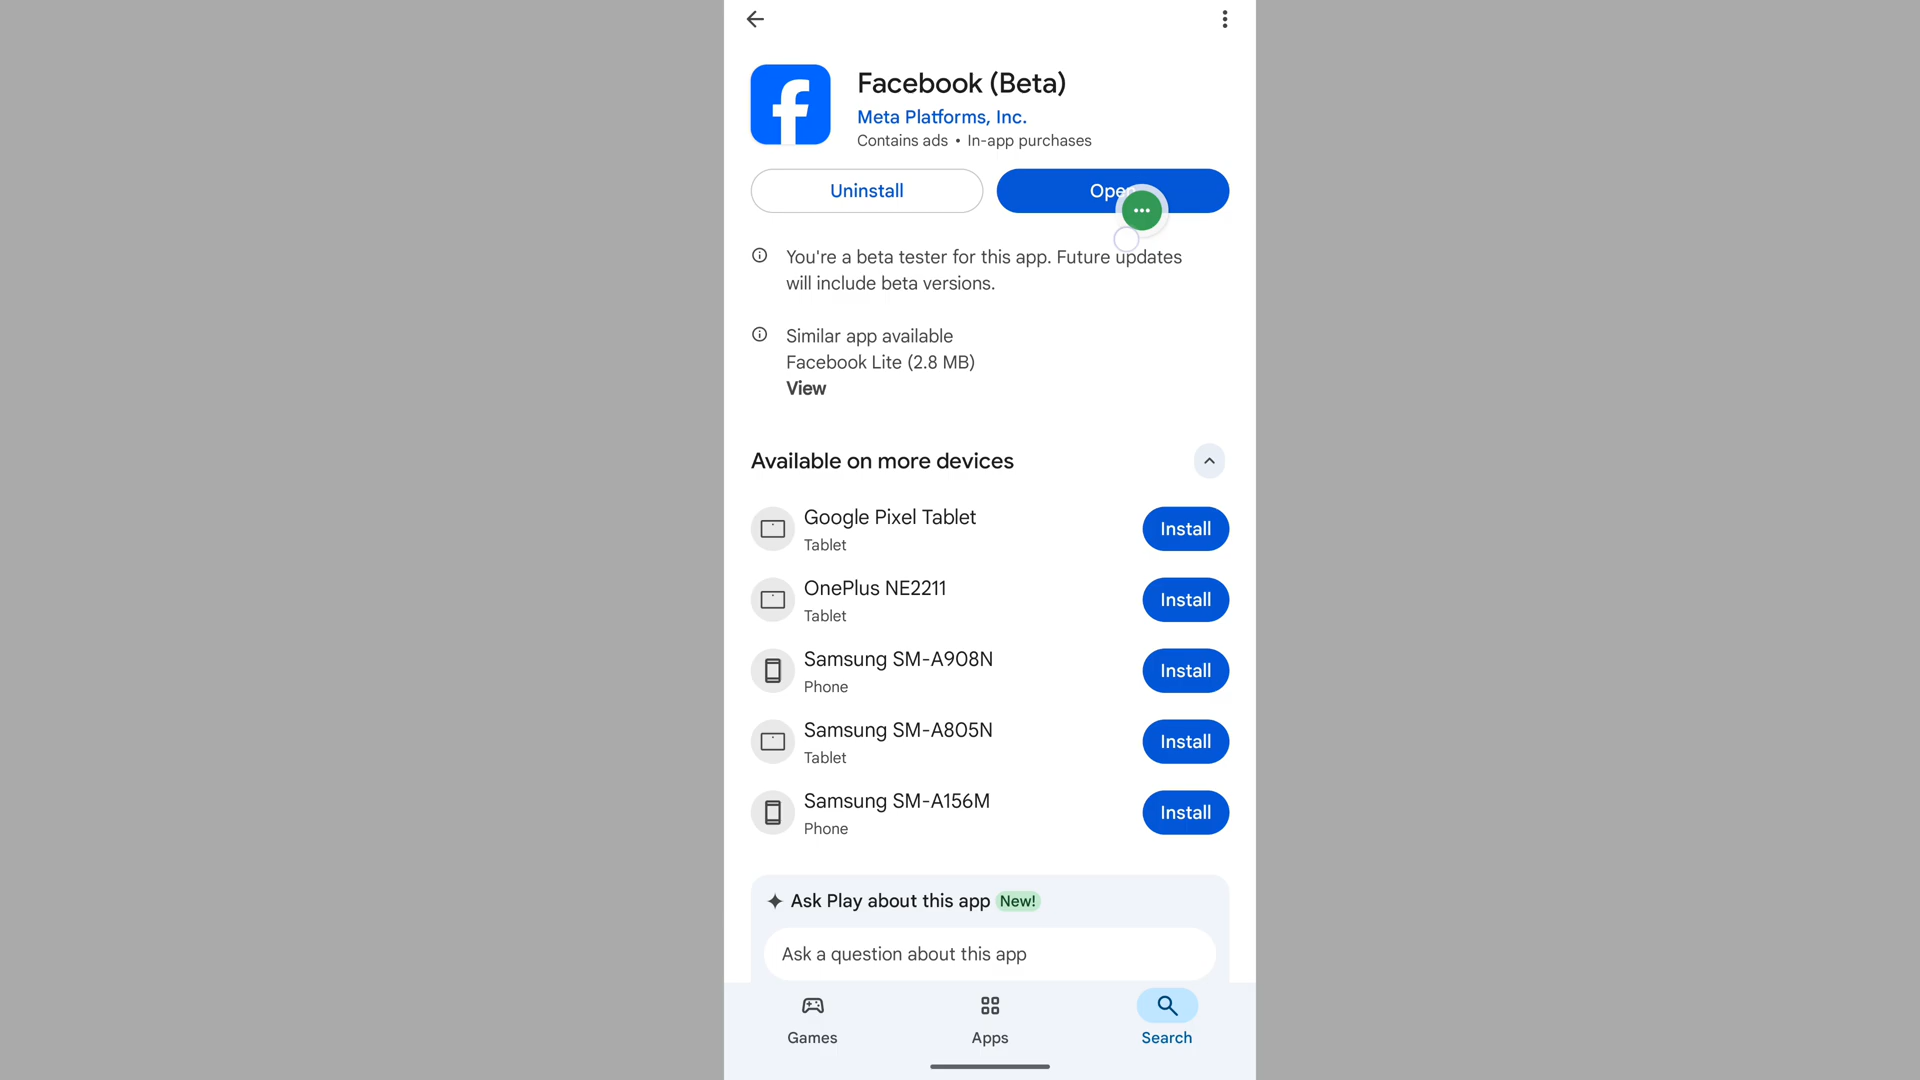 Facebook (Beta)
Meta Platforms, Inc.
Contains ads • In-app purchases
Uninstall
Open
You're a beta tester for this app. Future updates
will include beta versions.
Similar app available
Facebook Lite (2.8 MB)
View
Available on more devices
Google Pixel Tablet
Tablet
Install
OnePlus NE2211
Tablet
Install
Samsung SM-A908N
Phone
Install
Samsung SM-A805N
Tablet
Install
Samsung SM-A156M
Phone
Install
Ask Play about this app New!
Ask a question about this app
Games
Apps
Search